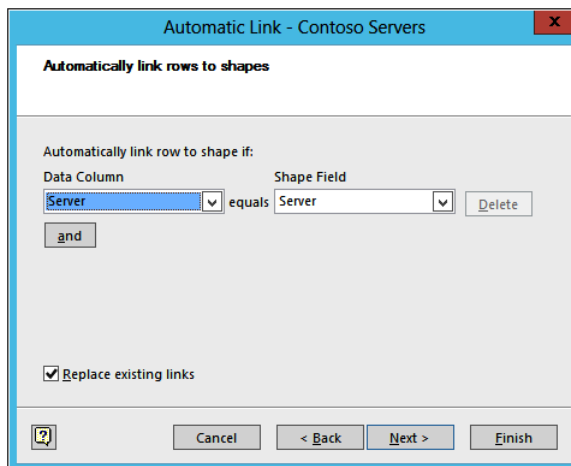 Automatic Link - Contoso Servers
x
Automatically link rows to shapes
Automatically link row to shape if:
Data Column Shape Field
Server equals Server Delete
and
Replace existing links
? Cancel < Back Next > Finish